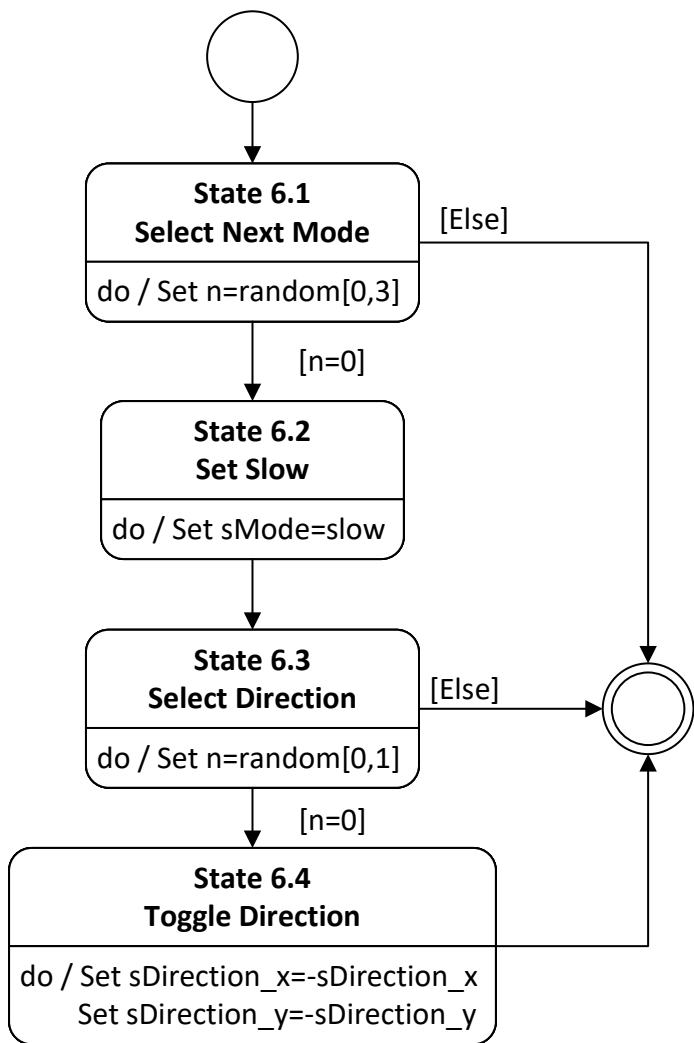 State 6.1
Select Next Mode
[Else]
do / Set n=random[0,3]
[n=0]
State 6.2
Set Slow
do / Set sMode=slow
State 6.3
Select Direction
[Else]
do / Set n=random[0,1]
[n=0]
State 6.4
Toggle Direction
do / Set sDirection_x=-sDirection_x
Set sDirection_y=-sDirection_y